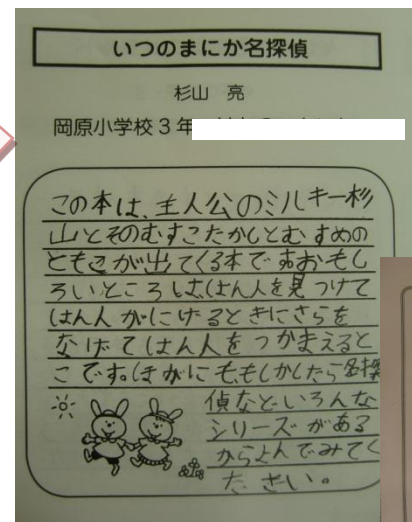 いつのまにか名探偵
杉山 亮
岡原小学校3年
この本は、主人公のミルキー杉
山とそのむすこたかしとむすめの
ともこが出てくる本です。おもし
ろいところは、はん人を見つけて
はん人がにげるときにさらを
なげてはん人をつかまえると
こです。ほかにももしかしたら名探
偵などいろんな
シリーズがある
からよんでみてく
ださい。